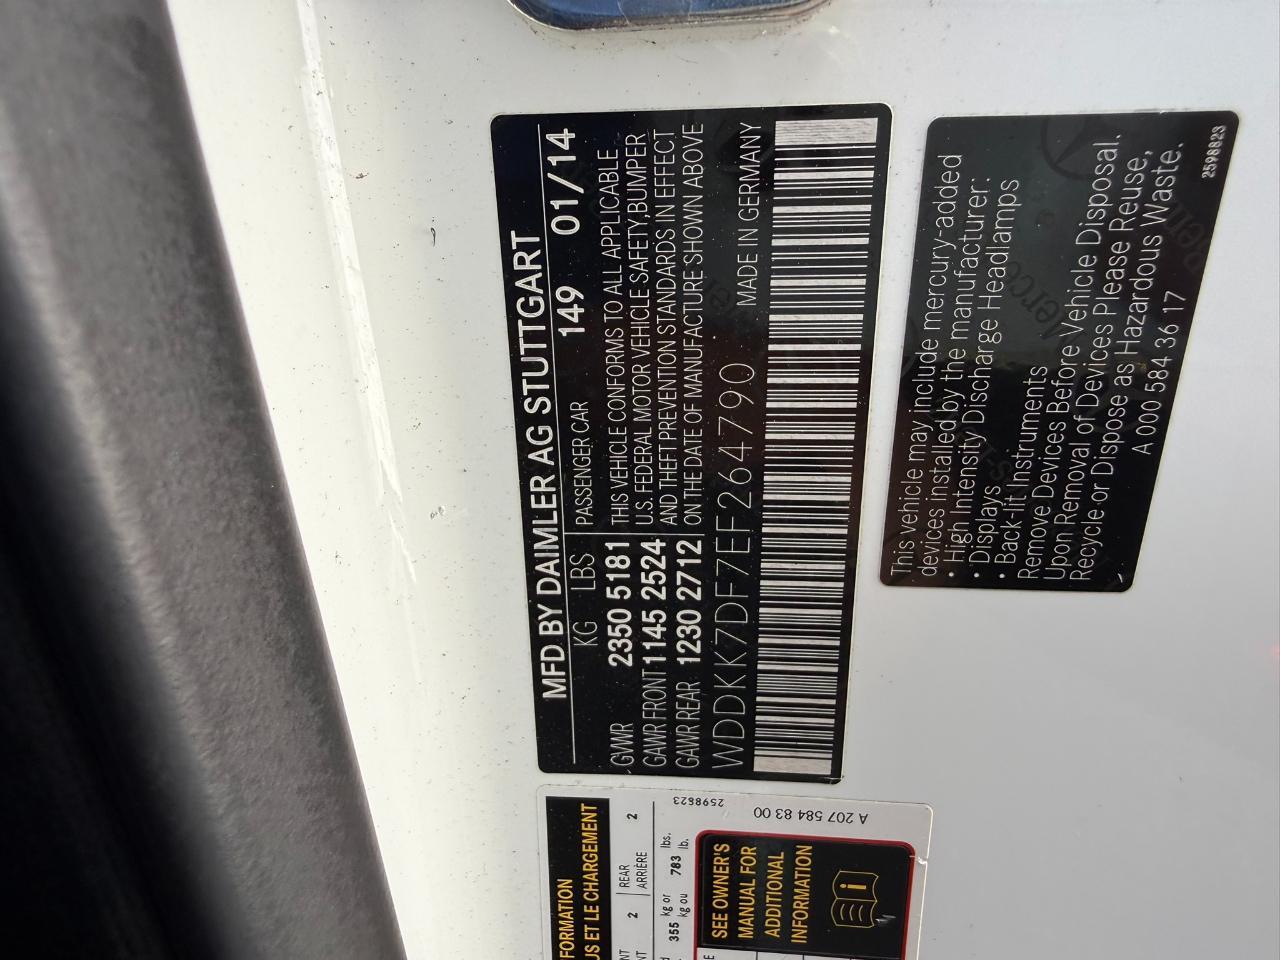 MFD BY DAIMLER AG STUTTGART
149 01/14
KG LBS PASSENGER CAR
GVWR 2350 5181 THIS VEHICLE CONFORMS TO ALL APPLICABLE
GAWR FRONT 1145 2524 U.S. FEDERAL MOTOR VEHICLE SAFETY,BUMPER
AND THEFT PREVENTION STANDARDS IN EFFECT
GAWR REAR 1230 2712 ON THE DATE OF MANUFACTURE SHOWN ABOVE
WDDKK7DF7EF264790 MADE IN GERMANY
This vehicle may include mercury-added
devices installed by the manufacturer:
• High Intensity Discharge Headlamps
• Displays
• Back-lit Instruments
Remove Devices Before Vehicle Disposal.
Upon Removal of Devices Please Reuse,
Recycle or Dispose as Hazardous Waste.
A 000 584 36 17
2598823
FORMATION
US ET LE CHARGEMENT
2 REAR 2
ARRIÈRE
355 kg or 783 lbs.
kg ou lb.
2598623
A 207 584 83 00
SEE OWNER'S
MANUAL FOR
ADDITIONAL
INFORMATION